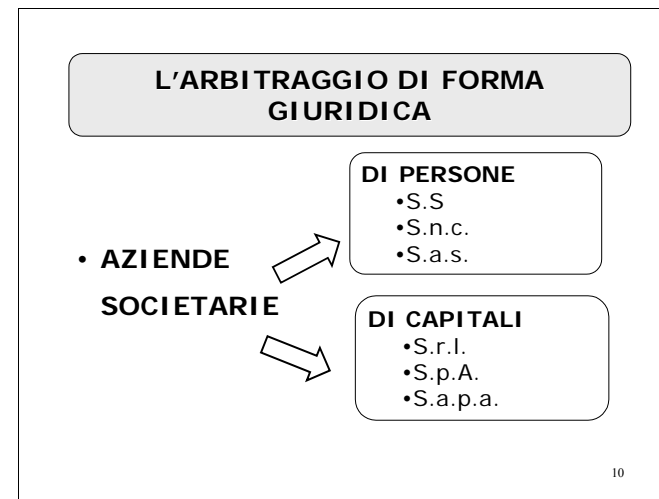 L'ARBITRAGGIO DI FORMA
GIURIDICA
• AZIENDE
SOCIETARIE
DI PERSONE
•S.S
•S.n.c.
•S.a.s.
DI CAPITALI
•S.r.l.
•S.p.A.
•S.a.p.a.
10